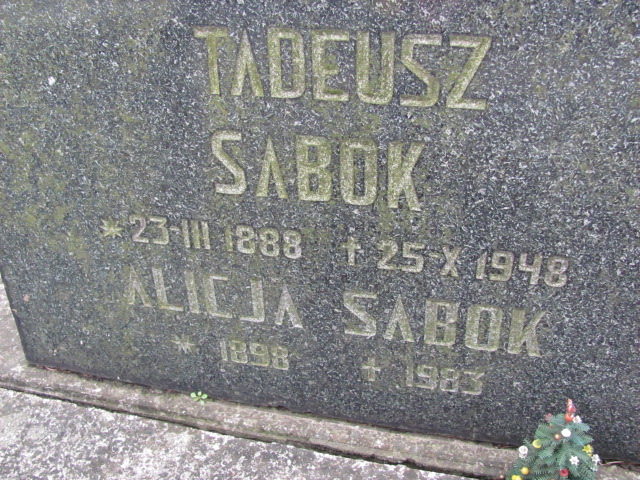 TADEUSZ
SABOK
*23-III 1888 †25-X 1948
ALICJA SABOK
* 1898 † 1983